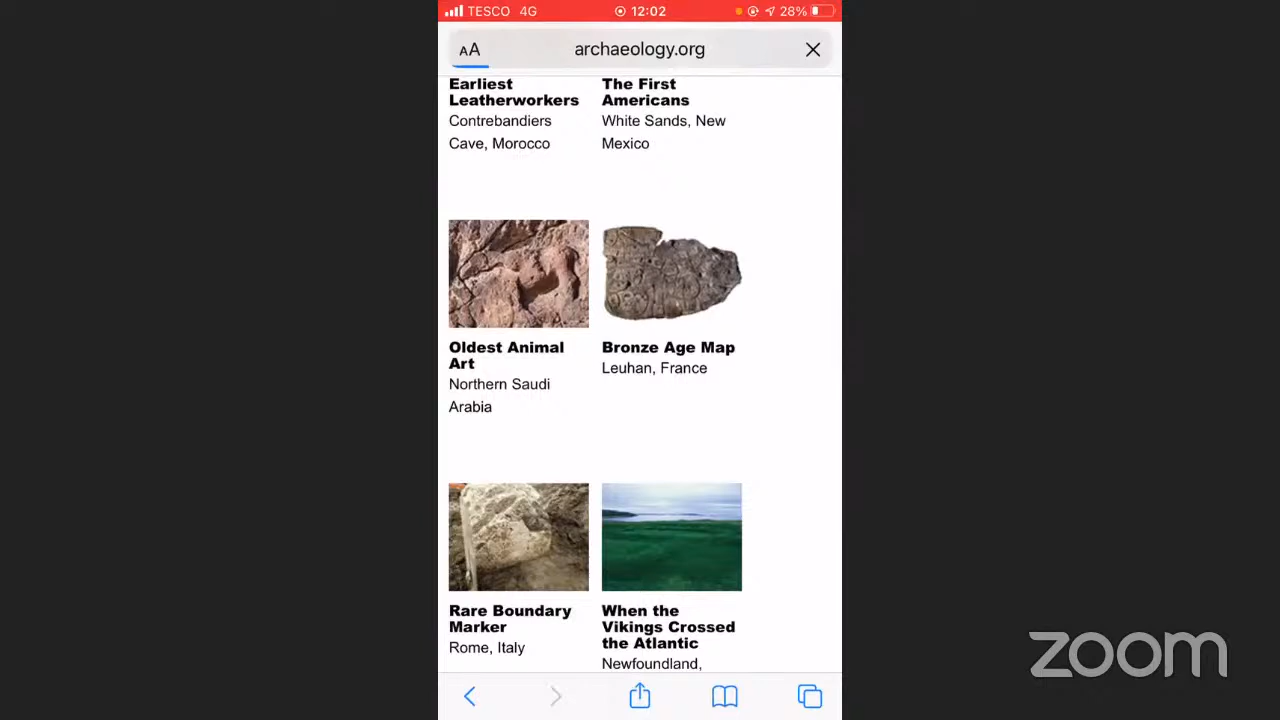 TESCO 4G 12:02 28%
AA archaeology.org
Earliest
Leatherworkers
Contrebandiers
Cave, Morocco
The First
Americans
White Sands, New
Mexico
Oldest Animal
Art
Northern Saudi
Arabia
Bronze Age Map
Leuhan, France
Rare Boundary
Marker
Rome, Italy
When the
Vikings Crossed
the Atlantic
Newfoundland,
zoom